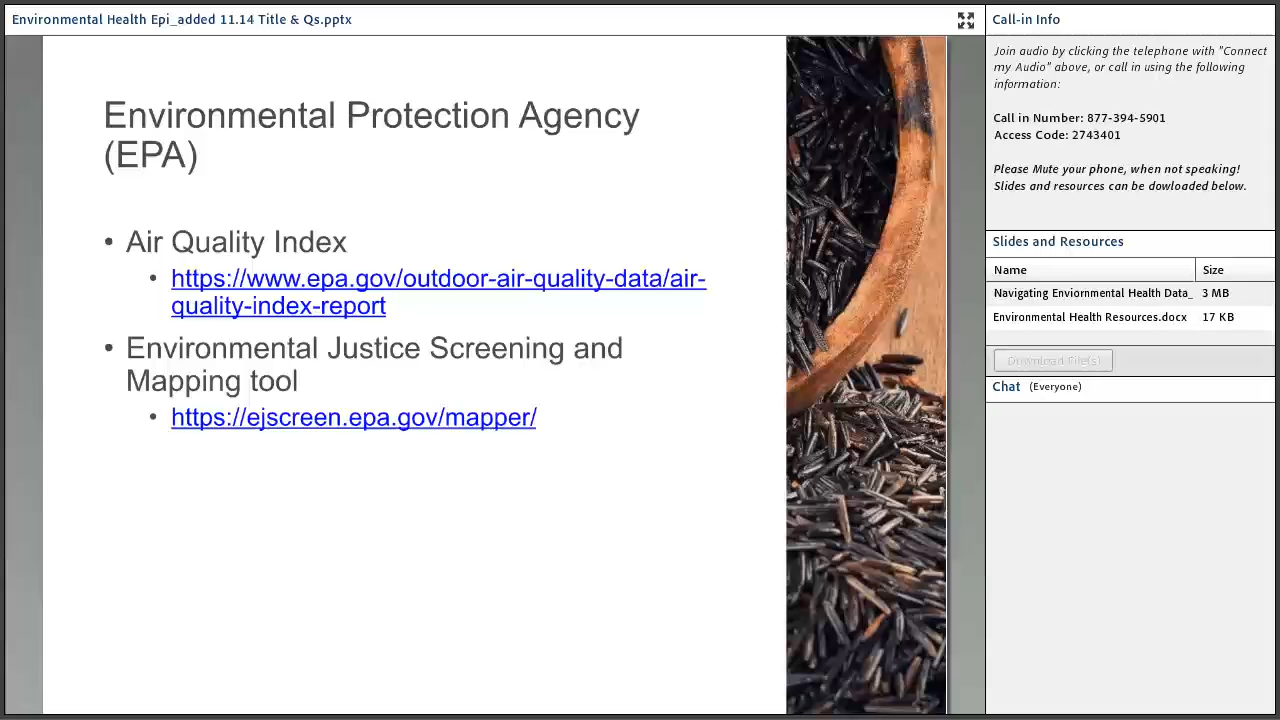 Environmental Health Epi_added 11.14 Title & Qs.pptx
Environmental Protection Agency
(EPA)
• Air Quality Index
• https://www.epa.gov/outdoor-air-quality-data/air-
quality-index-report
• Environmental Justice Screening and
Mapping tool
• https://ejscreen.epa.gov/mapper/
Call-in Info
Join audio by clicking the telephone with "Connect
my Audio" above, or call in using the following
information:
Call in Number: 877-394-5901
Access Code: 2743401
Please Mute your phone, when not speaking!
Slides and resources can be dowloaded below.
Slides and Resources
Name Size
Navigating Enviornmental Health Data_ 3 MB
Environmental Health Resources.docx 17 KB
Download File(s)
Chat (Everyone)